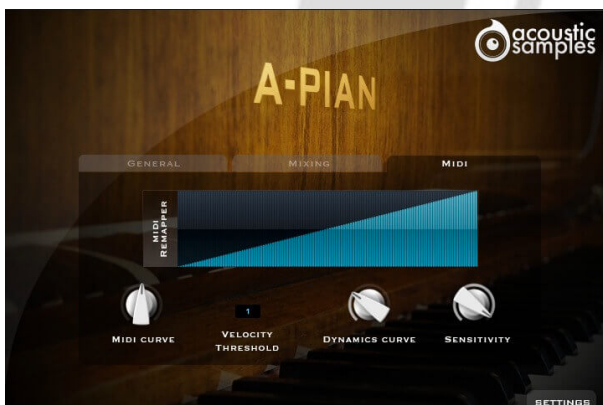 acoustic
samples
A-PIAN
GENERAL
MIXING
MIDI
MIDI
REMAPPER
1
MIDI CURVE
VELOCITY
THRESHOLD
DYNAMICS CURVE
SENSITIVITY
SETTINGS